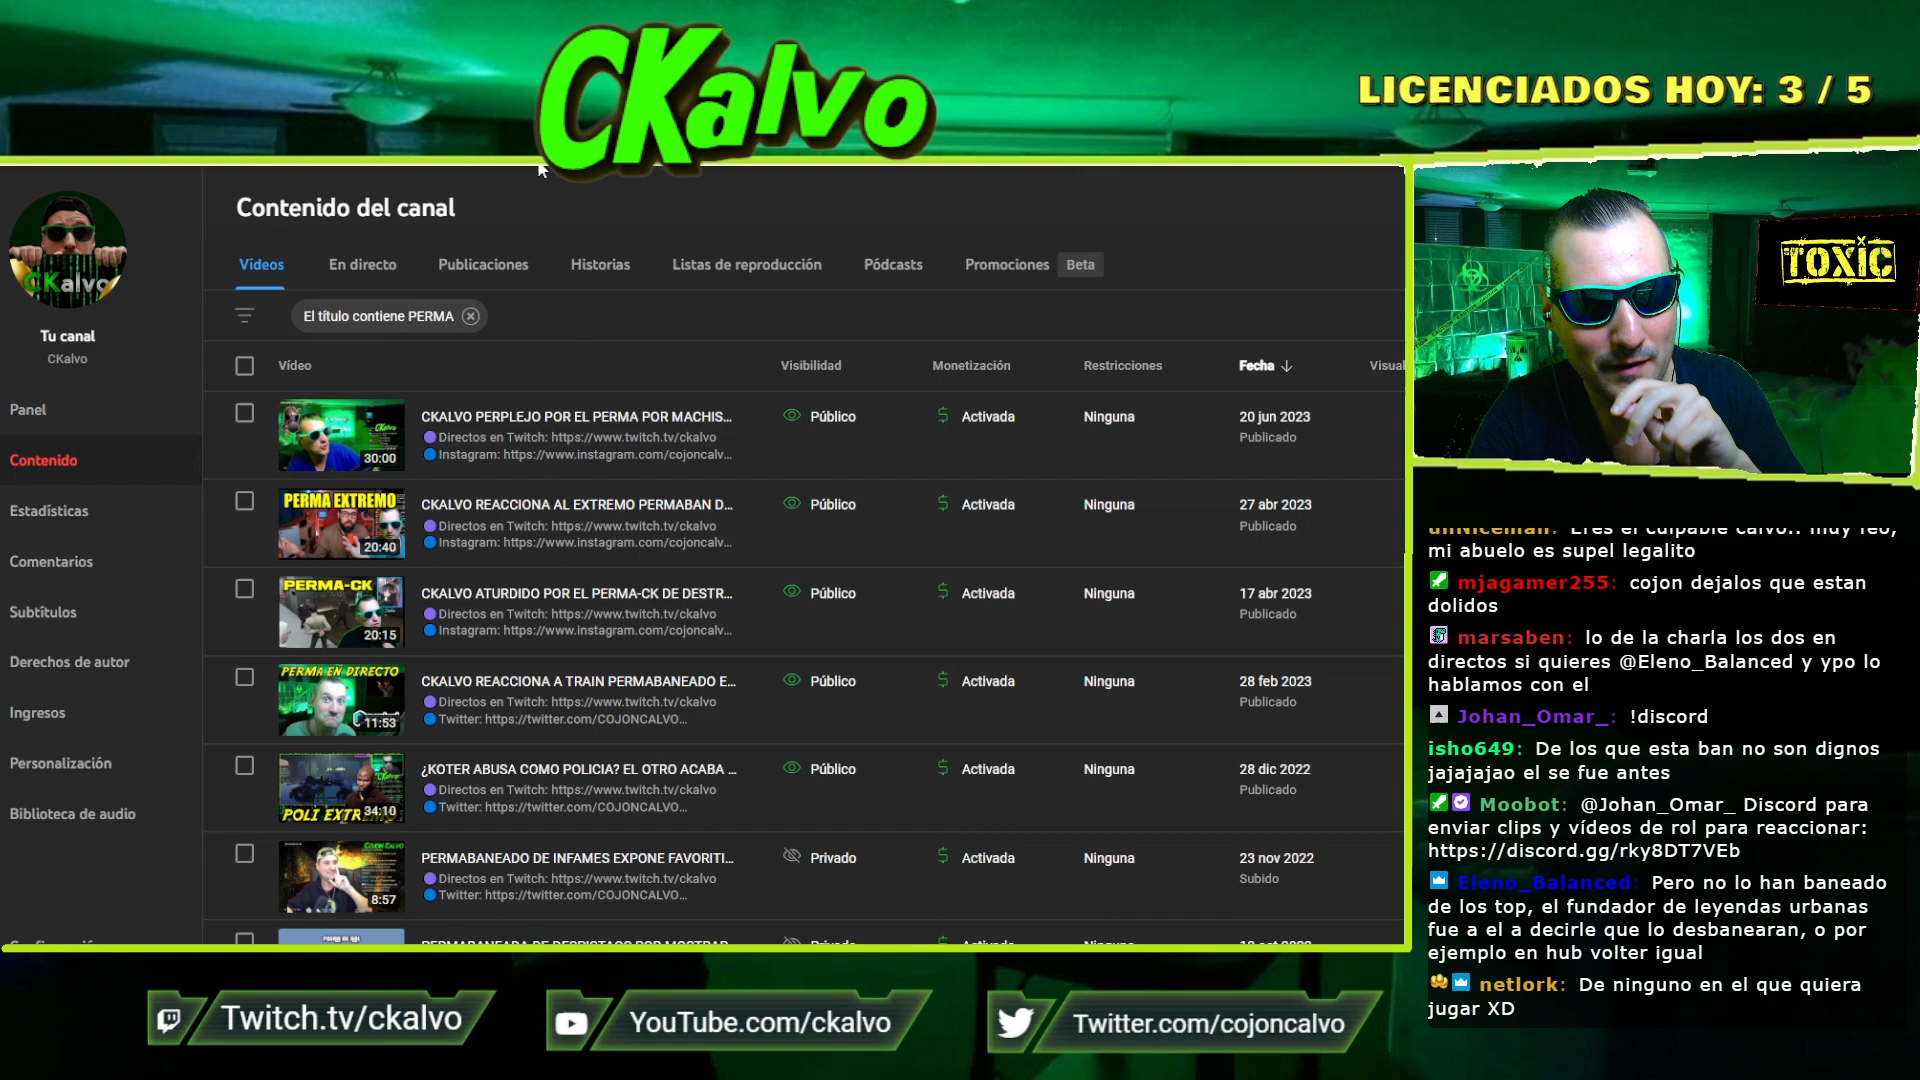 CKalvo
LICENCIADOS HOY: 3 / 5
TOXIC
CKalvo
Tu canal
CKalvo
Panel
Contenido
Estadísticas
Comentarios
Subtítulos
Derechos de autor
Ingresos
Personalización
Biblioteca de audio
Contenido del canal
Vídeos En directo Publicaciones Historias Listas de reproducción Pódcasts Promociones Beta
El título contiene PERMA
Vídeo Visibilidad Monetización Restricciones Fecha ↓ Visual
30:00
CKALVO PERPLEJO POR EL PERMA POR MACHIS... Público $ Activada Ninguna 20 jun 2023
Directos en Twitch: https://www.twitch.tv/ckalvo Publicado
Instagram: https://www.instagram.com/cojoncalv...
PERMA EXTREMO
20:40
CKALVO REACCIONA AL EXTREMO PERMABAN D... Público $ Activada Ninguna 27 abr 2023
Directos en Twitch: https://www.twitch.tv/ckalvo Publicado
Instagram: https://www.instagram.com/cojoncalv...
PERMA-CK
20:15
CKALVO ATURDIDO POR EL PERMA-CK DE DESTR... Público $ Activada Ninguna 17 abr 2023
Directos en Twitch: https://www.twitch.tv/ckalvo Publicado
Instagram: https://www.instagram.com/cojoncalv...
PERMA EN DIRECTO
11:53
CKALVO REACCIONA A TRAIN PERMABANEADO E... Público $ Activada Ninguna 28 feb 2023
Directos en Twitch: https://www.twitch.tv/ckalvo Publicado
Twitter: https://twitter.com/COJONCALVO...
POLI EXTR
34:10
¿KOTER ABUSA COMO POLICIA? EL OTRO ACABA ... Público $ Activada Ninguna 28 dic 2022
Directos en Twitch: https://www.twitch.tv/ckalvo Publicado
Twitter: https://twitter.com/COJONCALVO...
8:57
PERMABANEADO DE INFAMES EXPONE FAVORITI... Privado $ Activada Ninguna 23 nov 2022
Directos en Twitch: https://www.twitch.tv/ckalvo Subido
Twitter: https://twitter.com/COJONCALVO...
Eres el culpable calvo.. muy feo,
mi abuelo es supel legalito
mjagamer255: cojon dejalos que estan
dolidos
marsaben: lo de la charla los dos en
directos si quieres @Eleno_Balanced y ypo lo
hablamos con el
Johan_Omar_: !discord
isho649: De los que esta ban no son dignos
jajajajao el se fue antes
Moobot: @Johan_Omar_ Discord para
enviar clips y vídeos de rol para reaccionar:
https://discord.gg/rky8DT7VEb
Eleno_Balanced: Pero no lo han baneado
de los top, el fundador de leyendas urbanas
fue a el a decirle que lo desbanearan, o por
ejemplo en hub volter igual
netlork: De ninguno en el que quiera
jugar XD
Twitch.tv/ckalvo
YouTube.com/ckalvo
Twitter.com/cojoncalvo